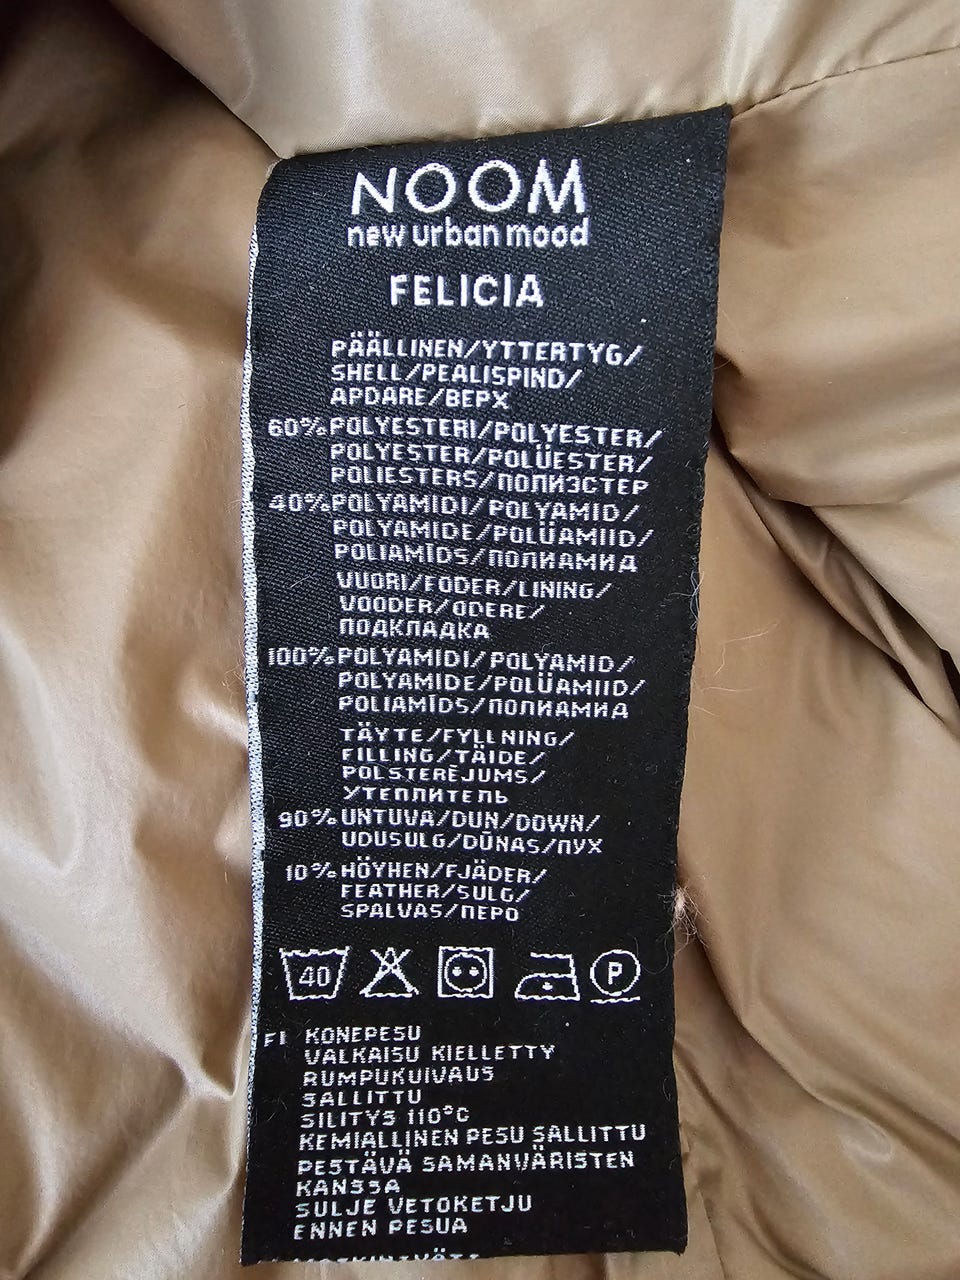 NOOM
new urban mood
FELICIA
PÄÄLLINEN/YTTERTYG/
SHELL/PEALISPIND/
APDARE/ВЕРХ
60% POLYESTERI/POLYESTER/
POLYESTER/POLÜESTER/
POLIESTERS/ПОЛИЭСТЕР
40% POLYAMIDI/POLYAMID/
POLYAMIDE/POLÜAMIID/
POLIAMĪDS/ПОЛИАМИД
VUORI/FODER/LINING/
VOODER/ODERE/
ПОДКЛАДКА
100% POLYAMIDI/POLYAMID/
POLYAMIDE/POLÜAMIID/
POLIAMĪDS/ПОЛИАМИД
TÄYTE/FYLLNING/
FILLING/TÄIDE/
POLSTERĒJUMS/
УТЕПЛИТЕЛЬ
90% UNTUVA/DUN/DOWN/
UDUSULG/DŪNAS/ПУХ
10% HÖYHEN/FJÄDER/
FEATHER/SULG/
SPALVAS/ПЕРО
40 P
FI KONEPESU
VALKAISU KIELLETTY
RUMPUKUIVAUS
SALLITTU
SILITYS 110°C
KEMIALLINEN PESU SALLITTU
PESTÄVÄ SAMANVÄRISTEN
KANSSA
SULJE VETOKETJU
ENNEN PESUA